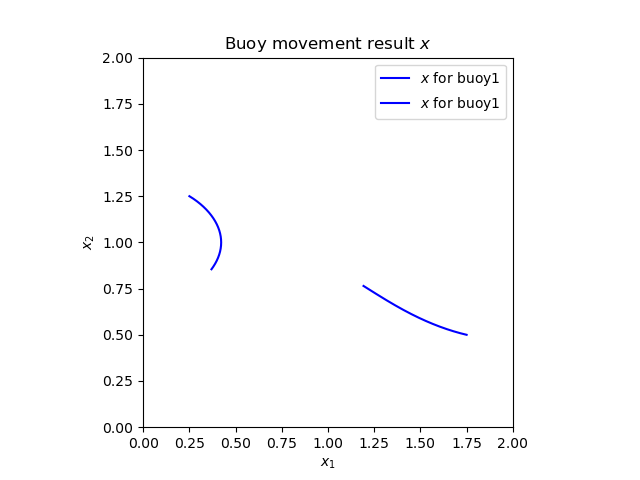 Buoy movement result x
x for buoy1
x for buoy1
2.00
1.75
1.50
1.25
1.00
0.75
0.50
0.25
0.00
x₂
0.00 0.25 0.50 0.75 1.00 1.25 1.50 1.75 2.00
x₁